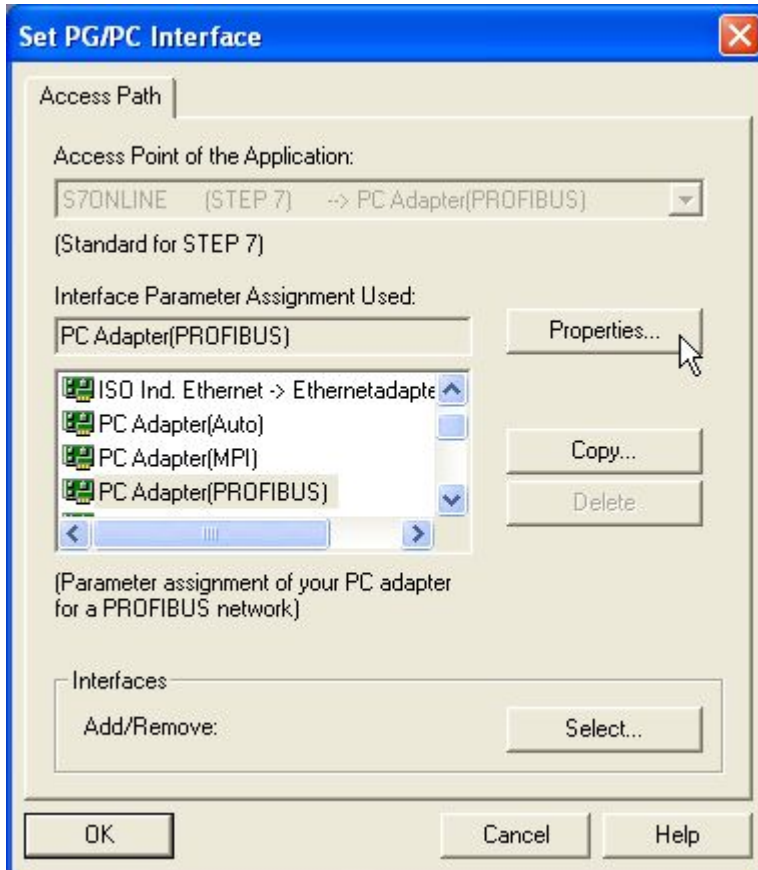 Set PG/PC Interface
Access Path
Access Point of the Application:
S7ONLINE (STEP 7) --> PC Adapter(PROFIBUS)
(Standard for STEP 7)
Interface Parameter Assignment Used:
PC Adapter(PROFIBUS)
Properties...
ISO Ind. Ethernet -> Ethernetadapte
PC Adapter(Auto)
PC Adapter(MPI)
PC Adapter(PROFIBUS)
Copy...
Delete
(Parameter assignment of your PC adapter
for a PROFIBUS network)
Interfaces
Add/Remove:
Select...
OK
Cancel
Help